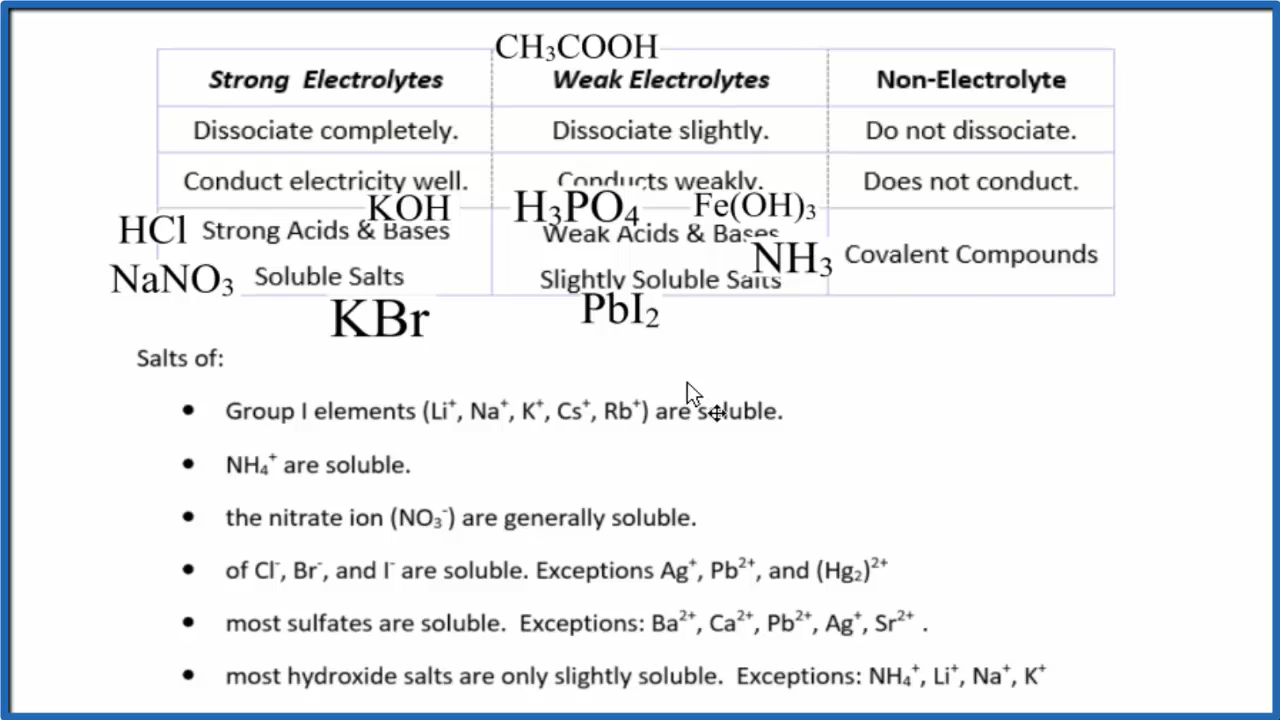 CH₃COOH
Strong Electrolytes Weak Electrolytes Non-Electrolyte
Dissociate completely. Dissociate slightly. Do not dissociate.
Conduct electricity well. Conducts weakly. Does not conduct.
KOH H₃PO₄ Fe(OH)₃
HCl Strong Acids & Bases Weak Acids & Bases
NH₃ Covalent Compounds
NaNO₃ Soluble Salts Slightly Soluble Salts
KBr PbI₂
Salts of:
• Group I elements (Li⁺, Na⁺, K⁺, Cs⁺, Rb⁺) are soluble.
• NH₄⁺ are soluble.
• the nitrate ion (NO₃⁻) are generally soluble.
• of Cl⁻, Br⁻, and I⁻ are soluble. Exceptions Ag⁺, Pb²⁺, and (Hg₂)²⁺
• most sulfates are soluble. Exceptions: Ba²⁺, Ca²⁺, Pb²⁺, Ag⁺, Sr²⁺ .
• most hydroxide salts are only slightly soluble. Exceptions: NH₄⁺, Li⁺, Na⁺, K⁺